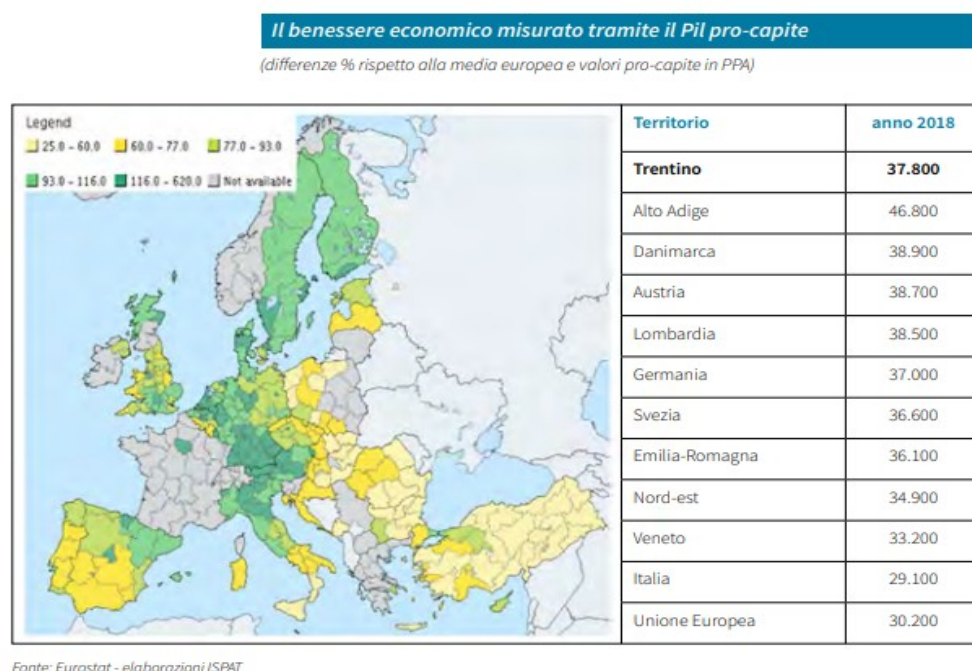 Il benessere economico misurato tramite il Pil pro-capite
(differenze % rispetto alla media europea e valori pro-capite in PPA)
Legend
25.0 - 60.0 60.0 - 77.0 77.0 - 93.0
93.0 - 116.0 116.0 - 620.0 Not available
Territorio anno 2018
Trentino 37.800
Alto Adige 46.800
Danimarca 38.900
Austria 38.700
Lombardia 38.500
Germania 37.000
Svezia 36.600
Emilia-Romagna 36.100
Nord-est 34.900
Veneto 33.200
Italia 29.100
Unione Europea 30.200
Fonte: Eurostat - elaborazioni ISPAT